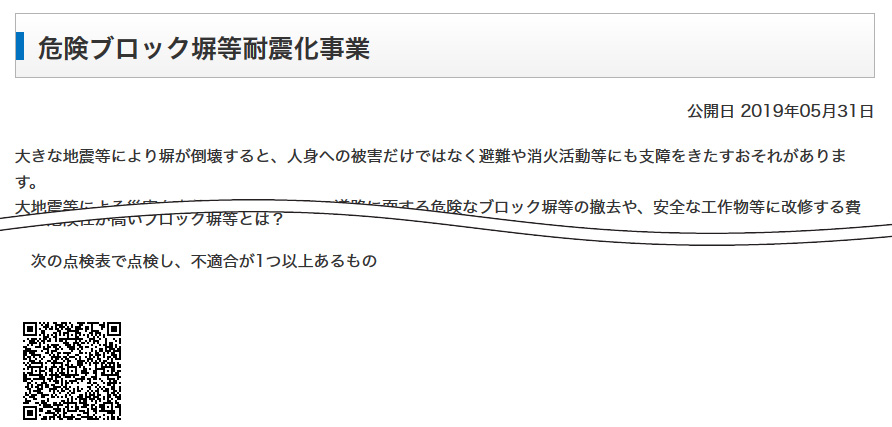 危険ブロック塀等耐震化事業
公開日 2019年05月31日
大きな地震等により塀が倒壊すると、人身への被害だけではなく避難や消火活動等にも支障をきたすおそれがありま
す。
大地震等による災害 道路に面する危険なブロック塀等の撤去や、安全な工作物等に改修する費
が高いブロック塀等とは？
次の点検表で点検し、不適合が1つ以上あるもの